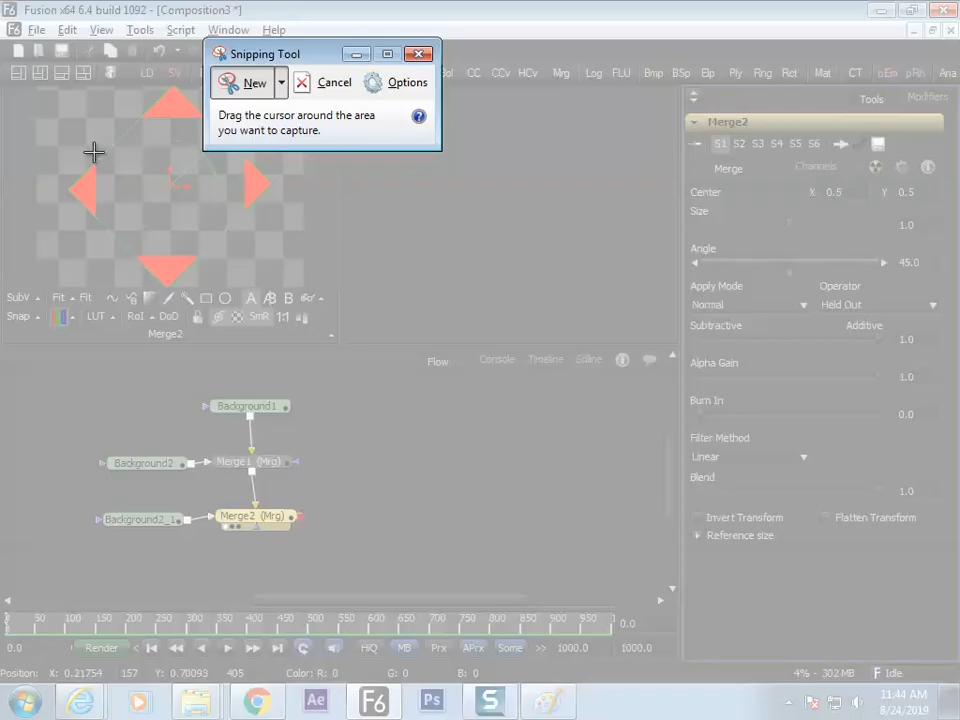 Fusion x64 6.4 build 1092 - [Composition3 *]
File Edit View Tools Script Window Help
Snipping Tool
New Cancel Options
Drag the cursor around the area
you want to capture.
LD SV Col CC CCv HCv Mrg Log FLU Bmp BSp Elp Ply Rng Rct Mat CT pEm pRn Ana
Tools Modifiers
Merge2
S1 S2 S3 S4 S5 S6
Merge Channels
Center X 0.5 Y 0.5
Size
1.0
Angle
45.0
Apply Mode Operator
Normal Held Out
Subtractive Additive
1.0
Alpha Gain
1.0
Burn In
0.0
Filter Method
Linear
Blend
1.0
Invert Transform Flatten Transform
Reference size
SubV Fit Fit A B
Snap LUT RoI DoD SmR 1:1
Merge2
Flow Console Timeline Spline
Background1
Background2 Merge1 (Mrg)
Background2_1 Merge2 (Mrg)
50 100 150 200 250 300 350 400 450 500 550 600 650 700 750 800 850 900 950
0.0
0.0 Render HiQ MB Prx APrx Some >> 1000.0 1000.0
Position: X 0.21754 157 Y 0.70093 405 Color: R: 0 G: 0 B: 0 4% - 302 MB Idle
Ae F6 Ps S
11:44 AM
8/24/2019